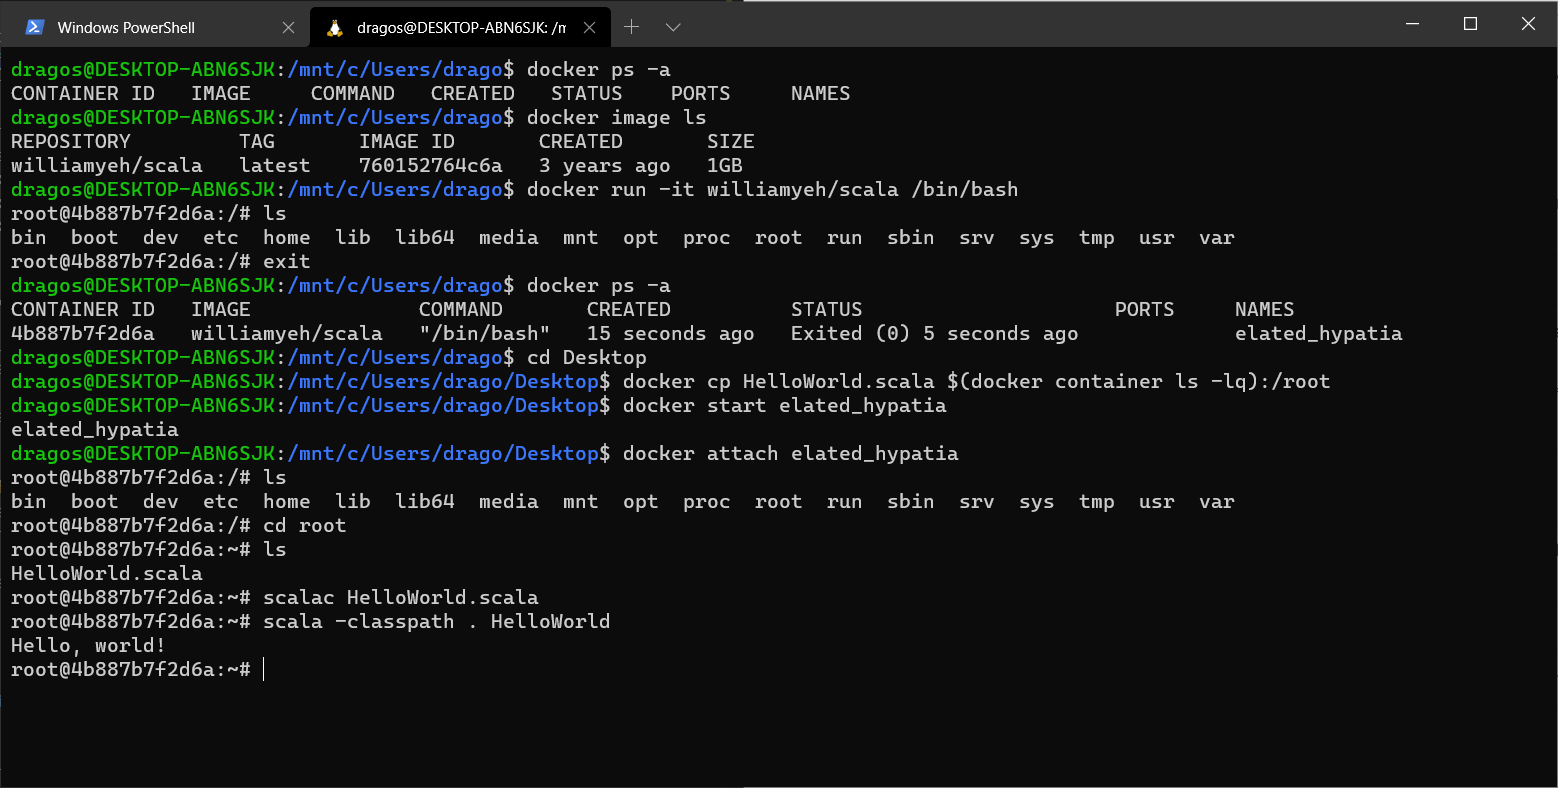 Windows PowerShell
dragos@DESKTOP-ABN6SJK: /m
dragos@DESKTOP-ABN6SJK:/mnt/c/Users/drago$ docker ps -a
CONTAINER ID   IMAGE     COMMAND   CREATED   STATUS    PORTS     NAMES
dragos@DESKTOP-ABN6SJK:/mnt/c/Users/drago$ docker image ls
REPOSITORY         TAG       IMAGE ID       CREATED       SIZE
williamyeh/scala   latest    760152764c6a   3 years ago   1GB
dragos@DESKTOP-ABN6SJK:/mnt/c/Users/drago$ docker run -it williamyeh/scala /bin/bash
root@4b887b7f2d6a:/# ls
bin  boot  dev  etc  home  lib  lib64  media  mnt  opt  proc  root  run  sbin  srv  sys  tmp  usr  var
root@4b887b7f2d6a:/# exit
dragos@DESKTOP-ABN6SJK:/mnt/c/Users/drago$ docker ps -a
CONTAINER ID   IMAGE              COMMAND       CREATED          STATUS                     PORTS     NAMES
4b887b7f2d6a   williamyeh/scala   "/bin/bash"   15 seconds ago   Exited (0) 5 seconds ago             elated_hypatia
dragos@DESKTOP-ABN6SJK:/mnt/c/Users/drago$ cd Desktop
dragos@DESKTOP-ABN6SJK:/mnt/c/Users/drago/Desktop$ docker cp HelloWorld.scala $(docker container ls -lq):/root
dragos@DESKTOP-ABN6SJK:/mnt/c/Users/drago/Desktop$ docker start elated_hypatia
elated_hypatia
dragos@DESKTOP-ABN6SJK:/mnt/c/Users/drago/Desktop$ docker attach elated_hypatia
root@4b887b7f2d6a:/# ls
bin  boot  dev  etc  home  lib  lib64  media  mnt  opt  proc  root  run  sbin  srv  sys  tmp  usr  var
root@4b887b7f2d6a:/# cd root
root@4b887b7f2d6a:~# ls
HelloWorld.scala
root@4b887b7f2d6a:~# scalac HelloWorld.scala
root@4b887b7f2d6a:~# scala -classpath . HelloWorld
Hello, world!
root@4b887b7f2d6a:~#